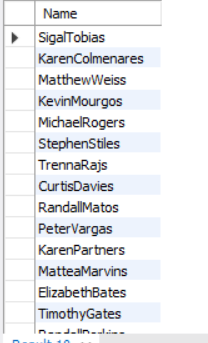 Name
SigalTobias
KarenColmenares
MatthewWeiss
KevinMourgos
MichaelRogers
StephenStiles
TrennaRajs
CurtisDavies
RandallMatos
PeterVargas
KarenPartners
MatteaMarvins
ElizabethBates
TimothyGates